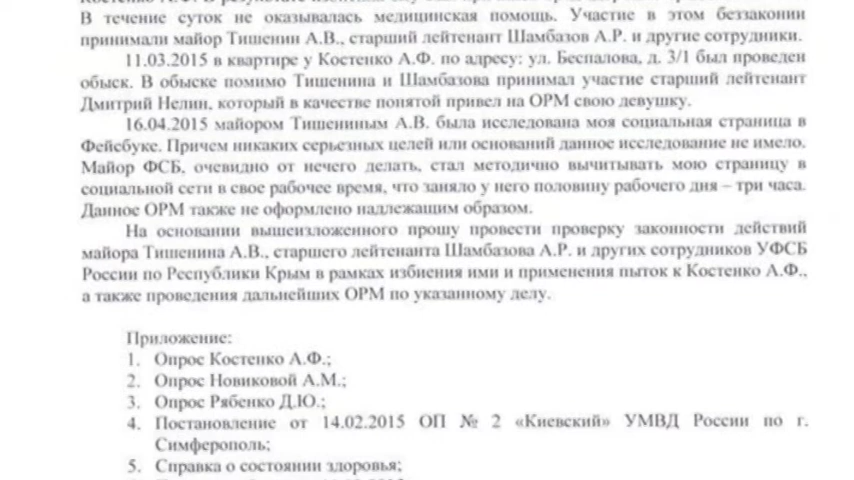 В течение суток не оказывалась медицинская помощь. Участие в этом беззаконии
принимали майор Тишенин А.В., старший лейтенант Шамбазов А.Р. и другие сотрудники.
11.03.2015 в квартире у Костенко А.Ф. по адресу: ул. Беспалова, д. 3/1 был проведен
обыск. В обыске помимо Тишенина и Шамбазова принимал участие старший лейтенант
Дмитрий Нелин, который в качестве понятой привел на ОРМ свою девушку.
16.04.2015 майором Тишениным А.В. была исследована моя социальная страница в
Фейсбуке. Причем никаких серьезных целей или оснований данное исследование не имело.
Майор ФСБ, очевидно от нечего делать, стал методично вычитывать мою страницу в
социальной сети в свое рабочее время, что заняло у него половину рабочего дня – три часа.
Данное ОРМ также не оформлено надлежащим образом.
На основании вышеизложенного прошу провести проверку законности действий
майора Тишенина А.В., старшего лейтенанта Шамбазова А.Р. и других сотрудников УФСБ
России по Республики Крым в рамках избиения ими и применения пыток к Костенко А.Ф.,
а также проведения дальнейших ОРМ по указанному делу.
Приложение:
1. Опрос Костенко А.Ф.;
2. Опрос Новиковой А.М.;
3. Опрос Рябенко Д.Ю.;
4. Постановление от 14.02.2015 ОП № 2 «Киевский» УМВД России по г.
Симферополь;
5. Справка о состоянии здоровья;